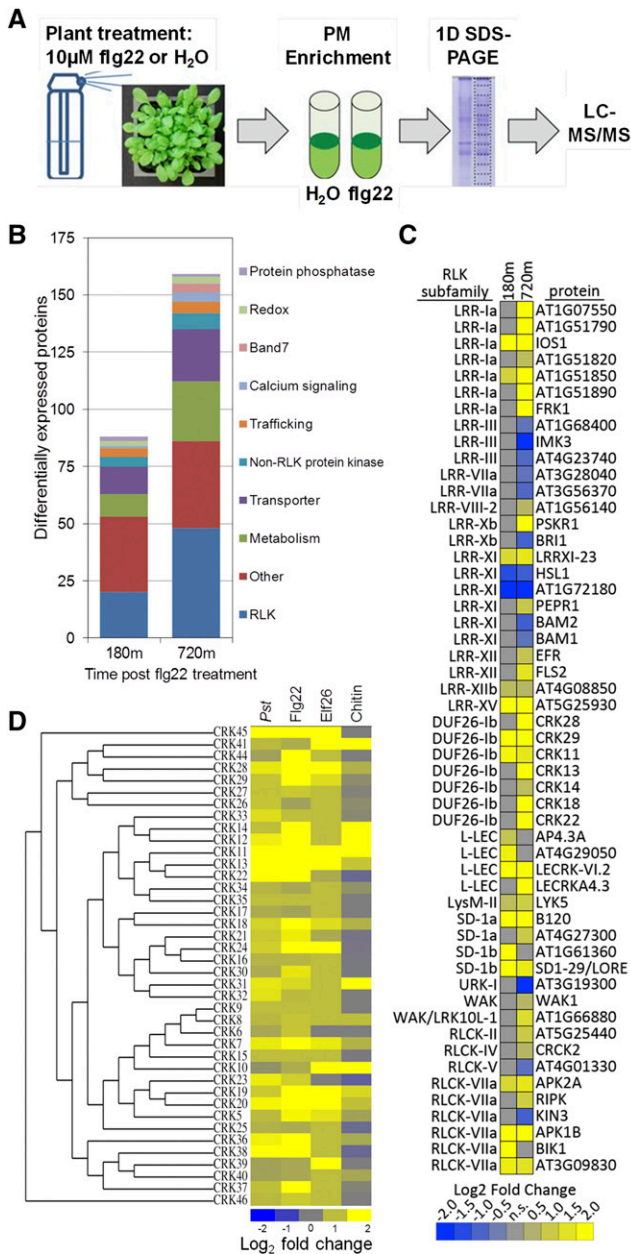 A
Plant treatment:
10µM flg22 or H2O
PM
Enrichment
1D SDS-
PAGE
LC-
MS/MS
H2O flg22
B
Differentially expressed proteins
175
150
125
100
75
50
25
0
180m 720m
Time post flg22 treatment
Protein phosphatase
Redox
Band7
Calcium signaling
Trafficking
Non-RLK protein kinase
Transporter
Metabolism
Other
RLK
C
RLK
subfamily
180m
720m
protein
LRR-Ia AT1G07550
LRR-Ia AT1G51790
LRR-Ia IOS1
LRR-Ia AT1G51820
LRR-Ia AT1G51850
LRR-Ia AT1G51890
LRR-Ia FRK1
LRR-III AT1G68400
LRR-III IMK3
LRR-III AT4G23740
LRR-VIIa AT3G28040
LRR-VIIa AT3G56370
LRR-VIII-2 AT1G56140
LRR-Xb PSKR1
LRR-Xb BRI1
LRR-XI LRRXI-23
LRR-XI HSL1
LRR-XI AT1G72180
LRR-XI PEPR1
LRR-XI BAM2
LRR-XI BAM1
LRR-XII EFR
LRR-XII FLS2
LRR-XIIb AT4G08850
LRR-XV AT5G25930
DUF26-Ib CRK28
DUF26-Ib CRK29
DUF26-Ib CRK11
DUF26-Ib CRK13
DUF26-Ib CRK14
DUF26-Ib CRK18
DUF26-Ib CRK22
L-LEC AP4.3A
L-LEC AT4G29050
L-LEC LECRK-VI.2
L-LEC LECRKA4.3
LysM-II LYK5
SD-1a B120
SD-1a AT4G27300
SD-1b AT1G61360
SD-1b SD1-29/LORE
URK-I AT3G19300
WAK WAK1
WAK/LRK10L-1 AT1G66880
RLCK-II AT5G25440
RLCK-IV CRCK2
RLCK-V AT4G01330
RLCK-VIIa APK2A
RLCK-VIIa RIPK
RLCK-VIIa KIN3
RLCK-VIIa APK1B
RLCK-VIIa BIK1
RLCK-VIIa AT3G09830
Log2 Fold Change
-2.0 -1.5 -1.0 -0.5 n.s. 0.5 1.0 1.5 2.0
D
Pst Flg22 Elf26 Chitin
CRK45
CRK41
CRK44
CRK28
CRK29
CRK27
CRK26
CRK33
CRK14
CRK12
CRK11
CRK13
CRK22
CRK34
CRK35
CRK17
CRK18
CRK21
CRK24
CRK16
CRK30
CRK31
CRK32
CRK9
CRK8
CRK6
CRK7
CRK15
CRK10
CRK23
CRK19
CRK20
CRK5
CRK25
CRK36
CRK38
CRK39
CRK40
CRK37
CRK46
-2 -1 0 1 2
Log2 fold change